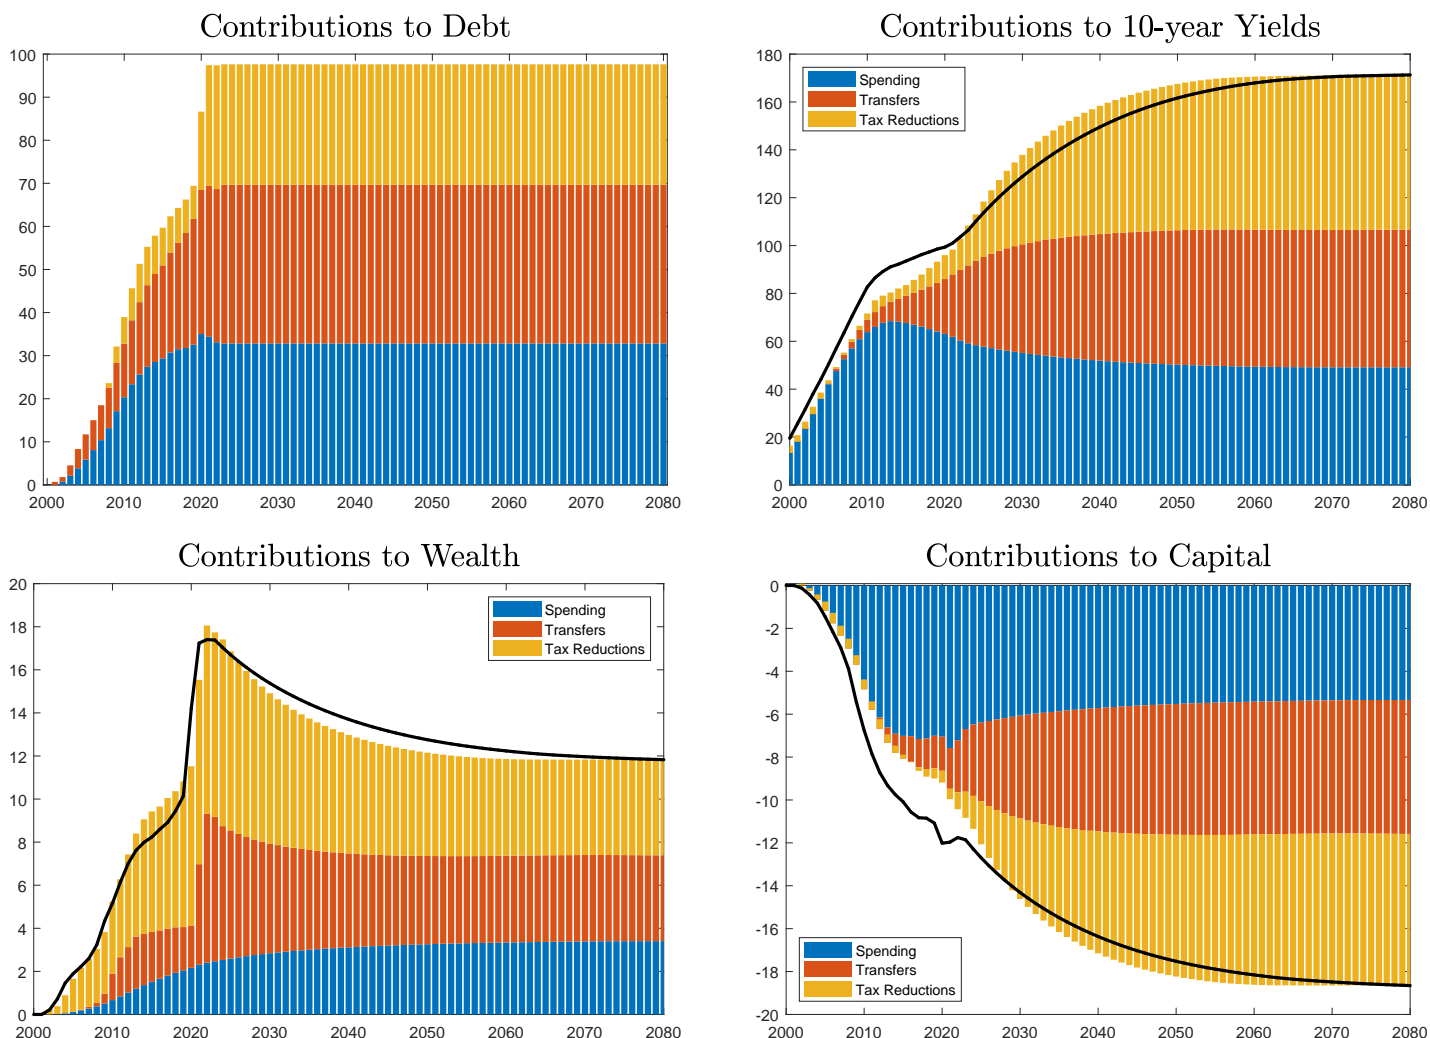 Contributions to Debt
100
90
80
70
60
50
40
30
20
10
0
2000 2010 2020 2030 2040 2050 2060 2070 2080
Contributions to 10-year Yields
180
160
140
120
100
80
60
40
20
0
Spending
Transfers
Tax Reductions
2000 2010 2020 2030 2040 2050 2060 2070 2080
Contributions to Wealth
20
18
16
14
12
10
8
6
4
2
0
Spending
Transfers
Tax Reductions
2000 2010 2020 2030 2040 2050 2060 2070 2080
Contributions to Capital
0
-2
-4
-6
-8
-10
-12
-14
-16
-18
-20
Spending
Transfers
Tax Reductions
2000 2010 2020 2030 2040 2050 2060 2070 2080